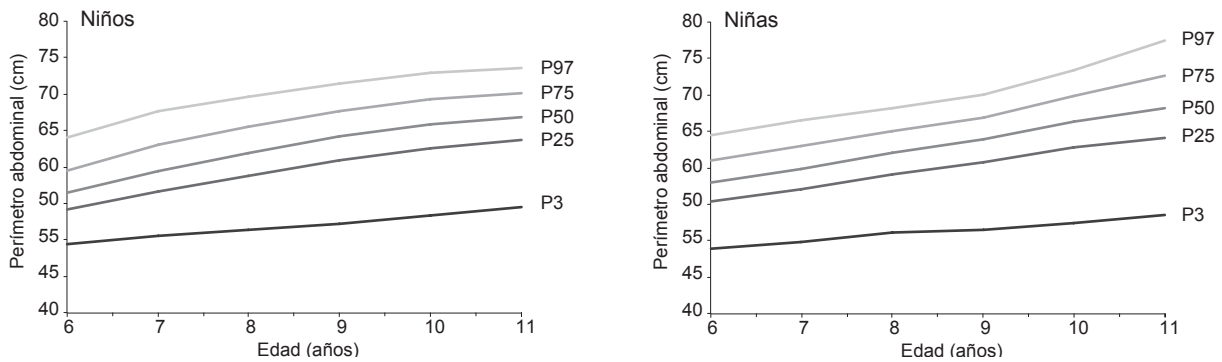 Niños
Perímetro abdominal (cm)
80
75
70
65
60
50
55
45
40
6 7 8 9 10 11
Edad (años)
P97
P75
P50
P25
P3
Niñas
Perímetro abdominal (cm)
80
75
70
65
60
50
55
45
40
6 7 8 9 10 11
Edad (años)
P97
P75
P50
P25
P3